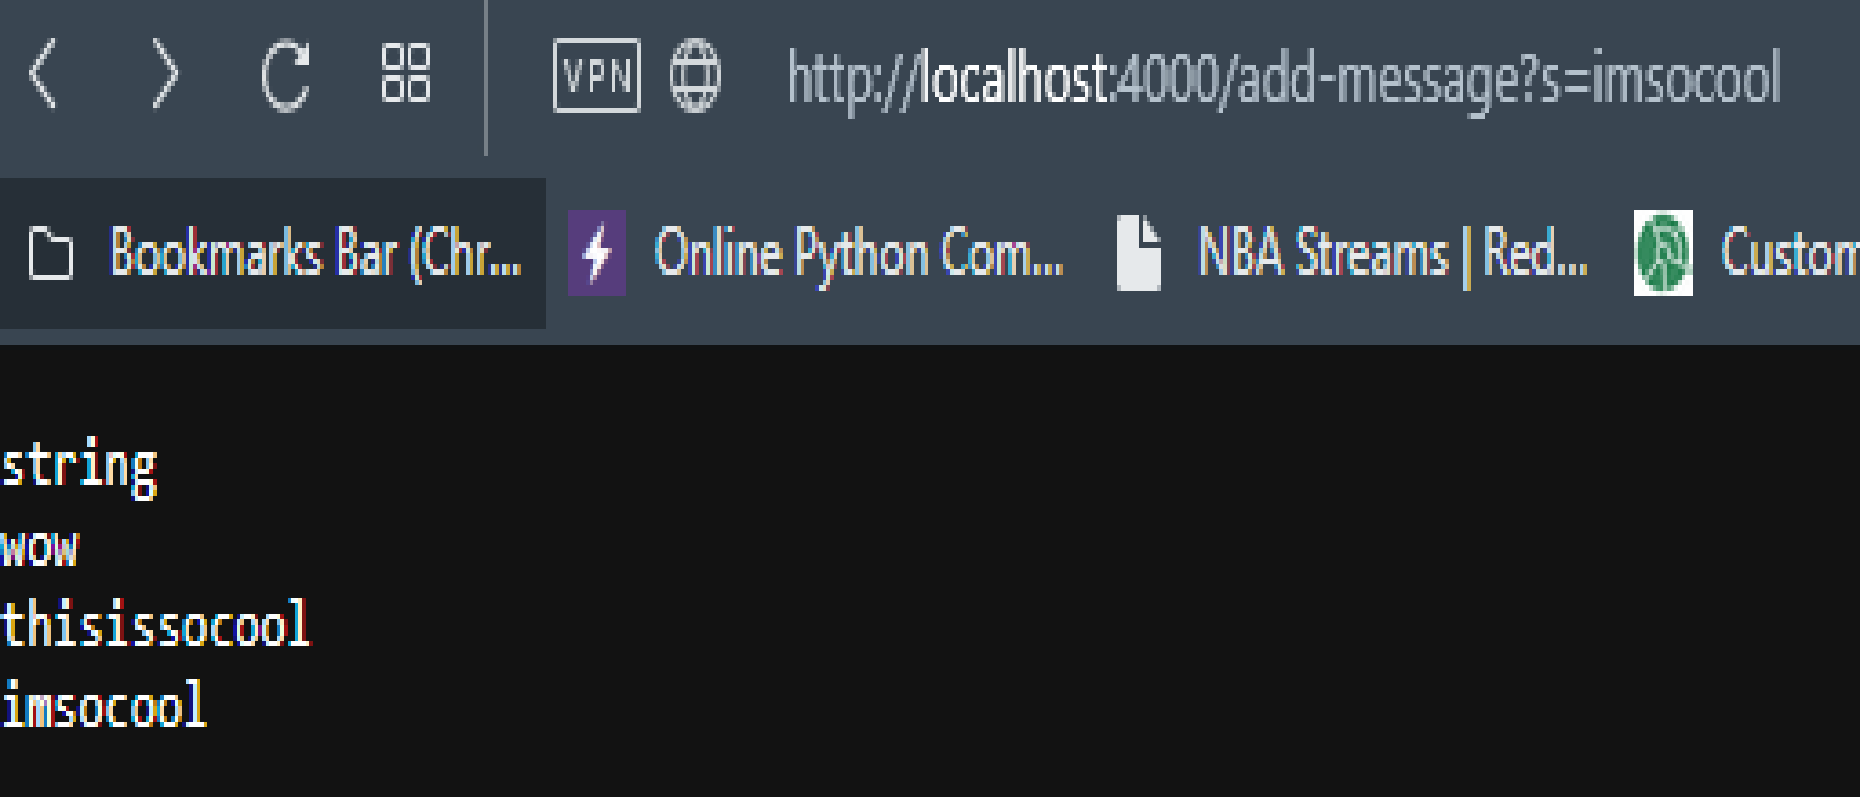 VPN http://localhost:4000/add-message?s=imsocool
Bookmarks Bar (Chr... Online Python Com... NBA Streams | Red... Custom
string
wow
thisissocool
imsocool